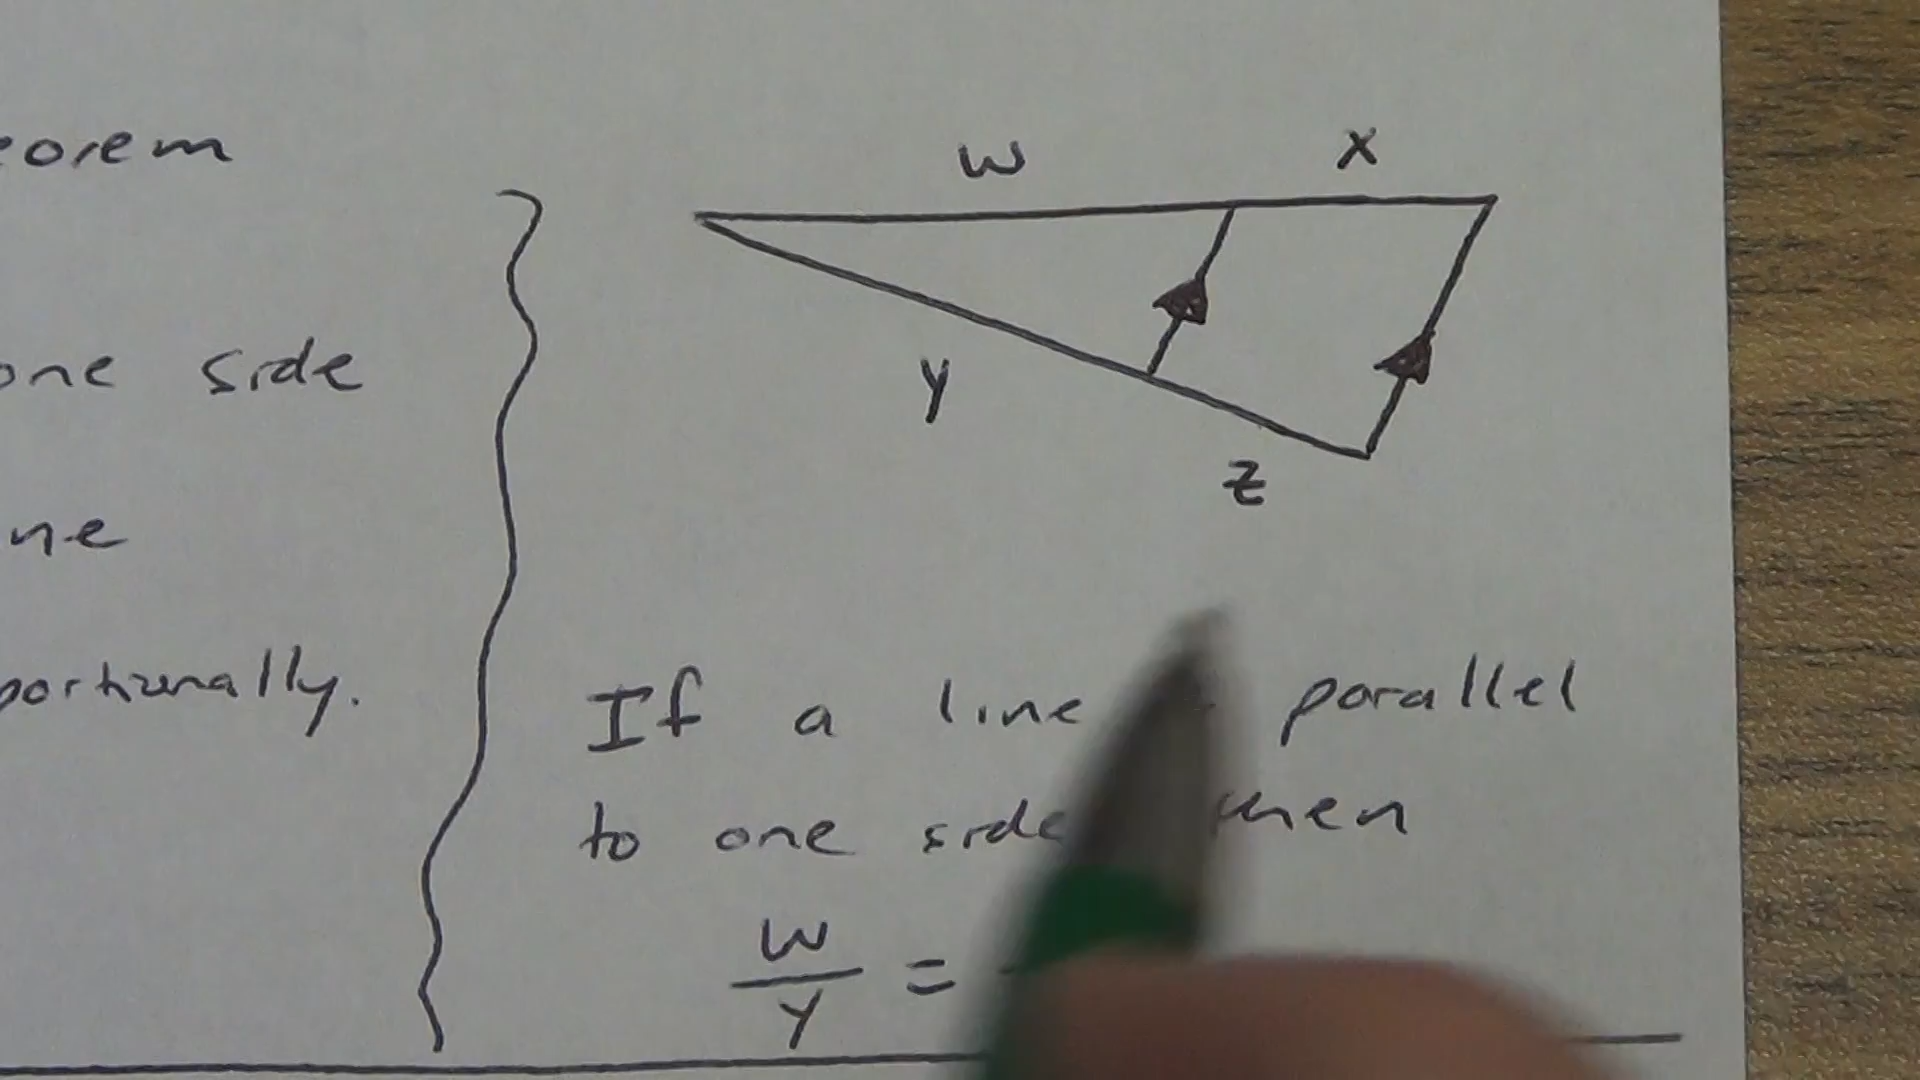 eorem
one side
ne
portionally.
w x
y
z
If a line parallel
to one side then
w
y =